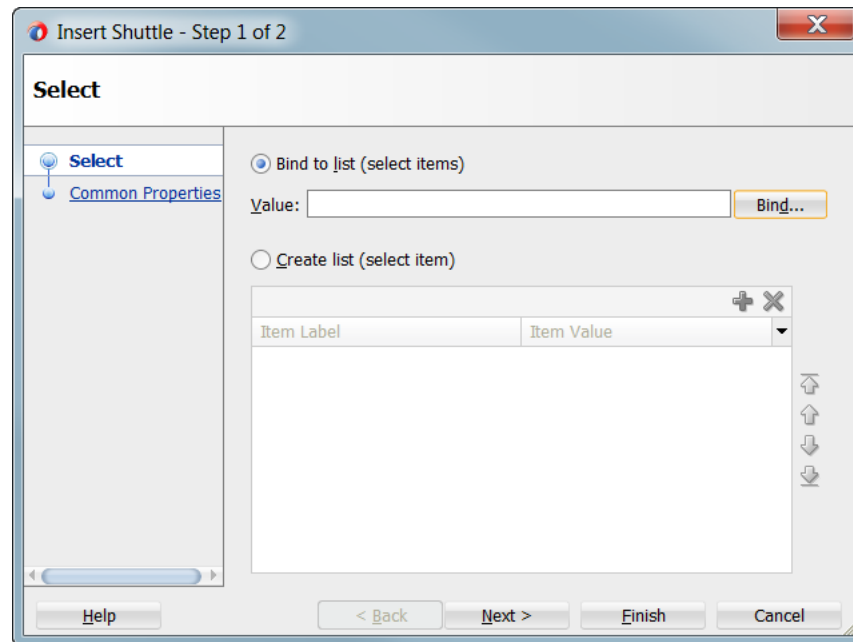 Insert Shuttle - Step 1 of 2
Select
Select
Common Properties
Bind to list (select items)
Value:
Bind...
Create list (select item)
Item Label Item Value
Help < Back Next > Finish Cancel